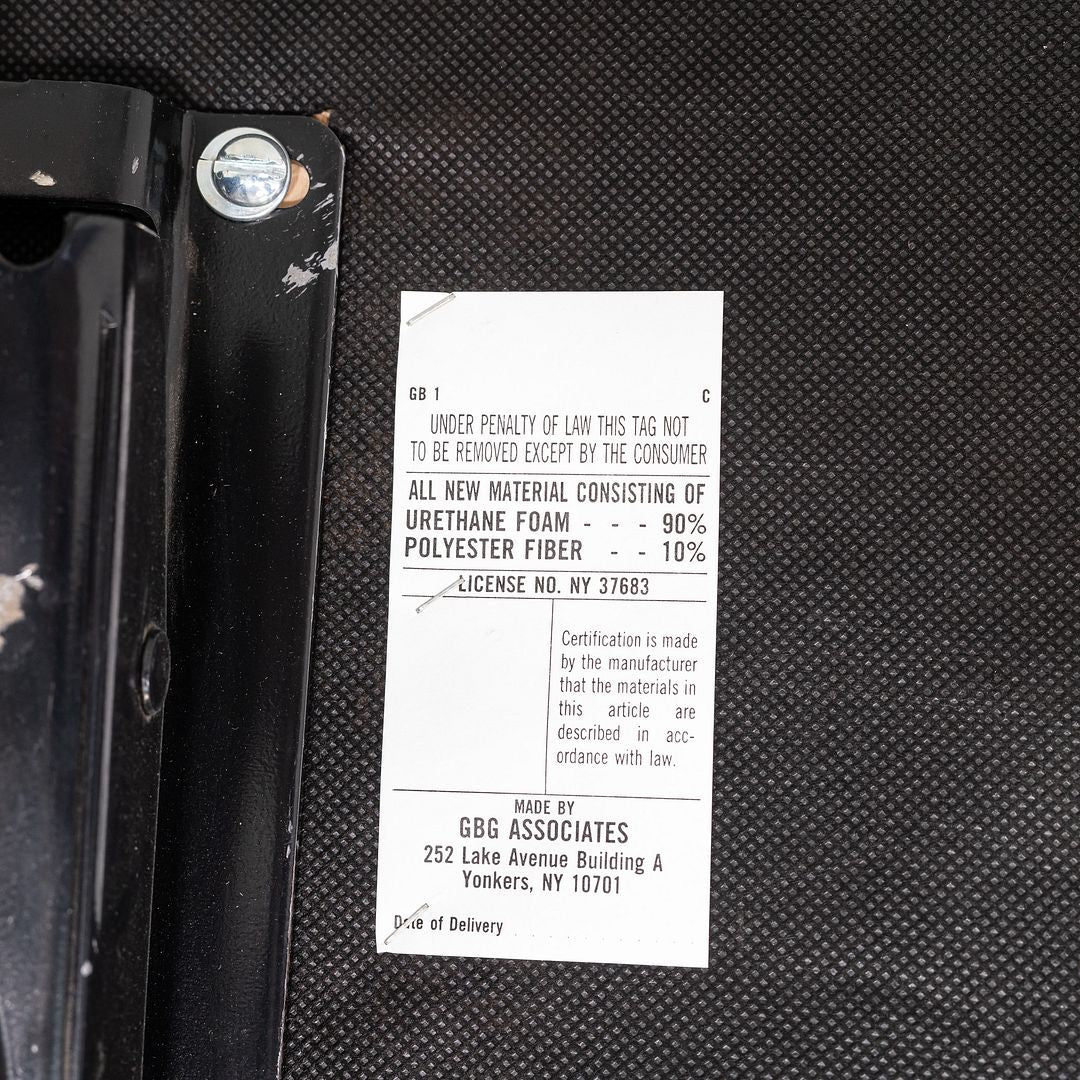 GB 1 C
UNDER PENALTY OF LAW THIS TAG NOT
TO BE REMOVED EXCEPT BY THE CONSUMER
ALL NEW MATERIAL CONSISTING OF
URETHANE FOAM - - - 90%
POLYESTER FIBER - - 10%
LICENSE NO. NY 37683
Certification is made
by the manufacturer
that the materials in
this article are
described in acc-
ordance with law.
MADE BY
GBG ASSOCIATES
252 Lake Avenue Building A
Yonkers, NY 10701
Date of Delivery